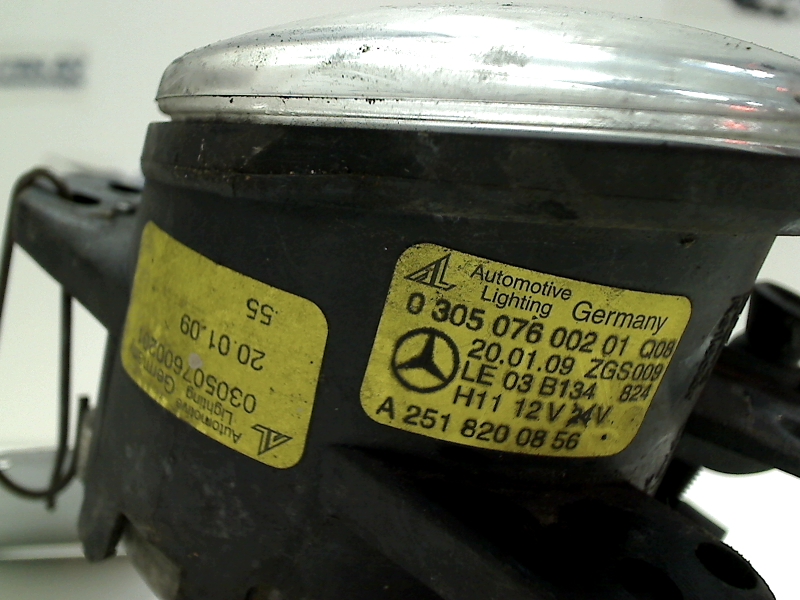 Automotive
Lighting Germany
0 305 076 002 01 Q08
20.01.09 ZGS009
LE 03 B134 824
H11 12V 24V
A 251 820 08 56
Automotive
Lighting
20.01.09
.55